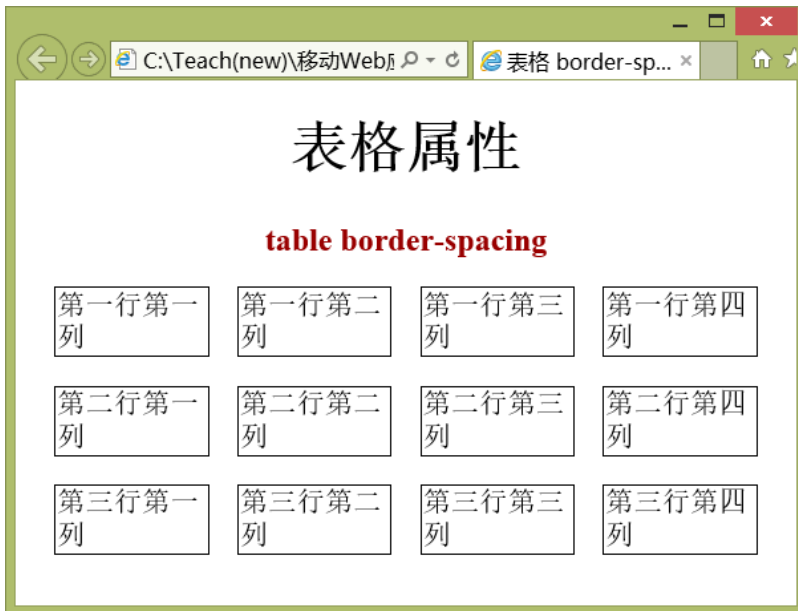 C:\Teach(new)\移动Web
表格 border-sp...
表格属性
table border-spacing
第一行第一 第一行第二 第一行第三 第一行第四
列 列 列 列
第二行第一 第二行第二 第二行第三 第二行第四
列 列 列 列
第三行第一 第三行第二 第三行第三 第三行第四
列 列 列 列